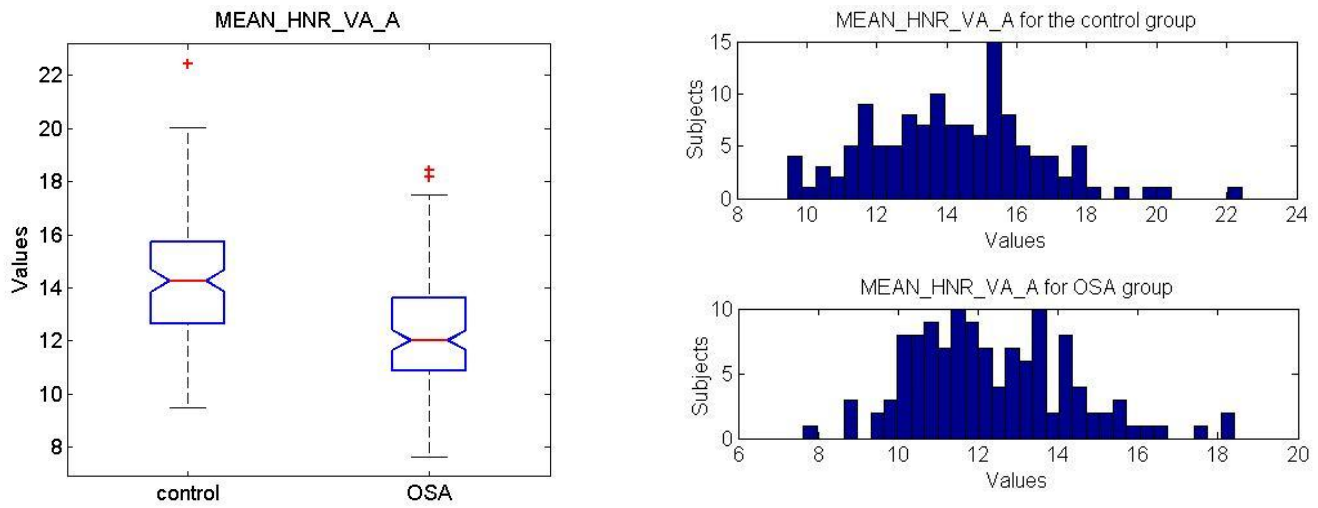 MEAN_HNR_VA_A
22
20
18
16
14
12
10
8
Values
control OSA
MEAN_HNR_VA_A for the control group
15
10
5
0
Subjects
8 10 12 14 16 18 20 22 24
Values
MEAN_HNR_VA_A for OSA group
10
5
0
Subjects
6 8 10 12 14 16 18 20
Values